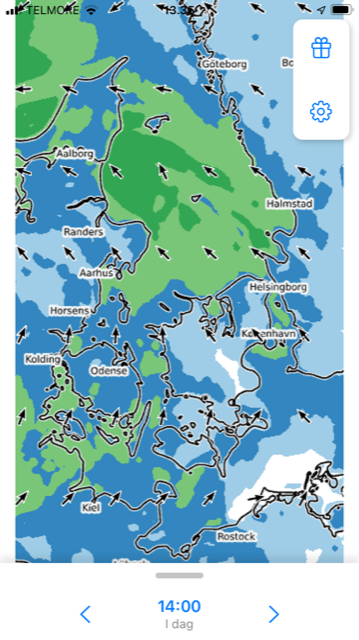 TELMORE
Göteborg
Aalborg
Halmstad
Randers
Aarhus
Helsingborg
Horsens
København
Kolding
Odense
Kiel
Rostock
14:00
I dag